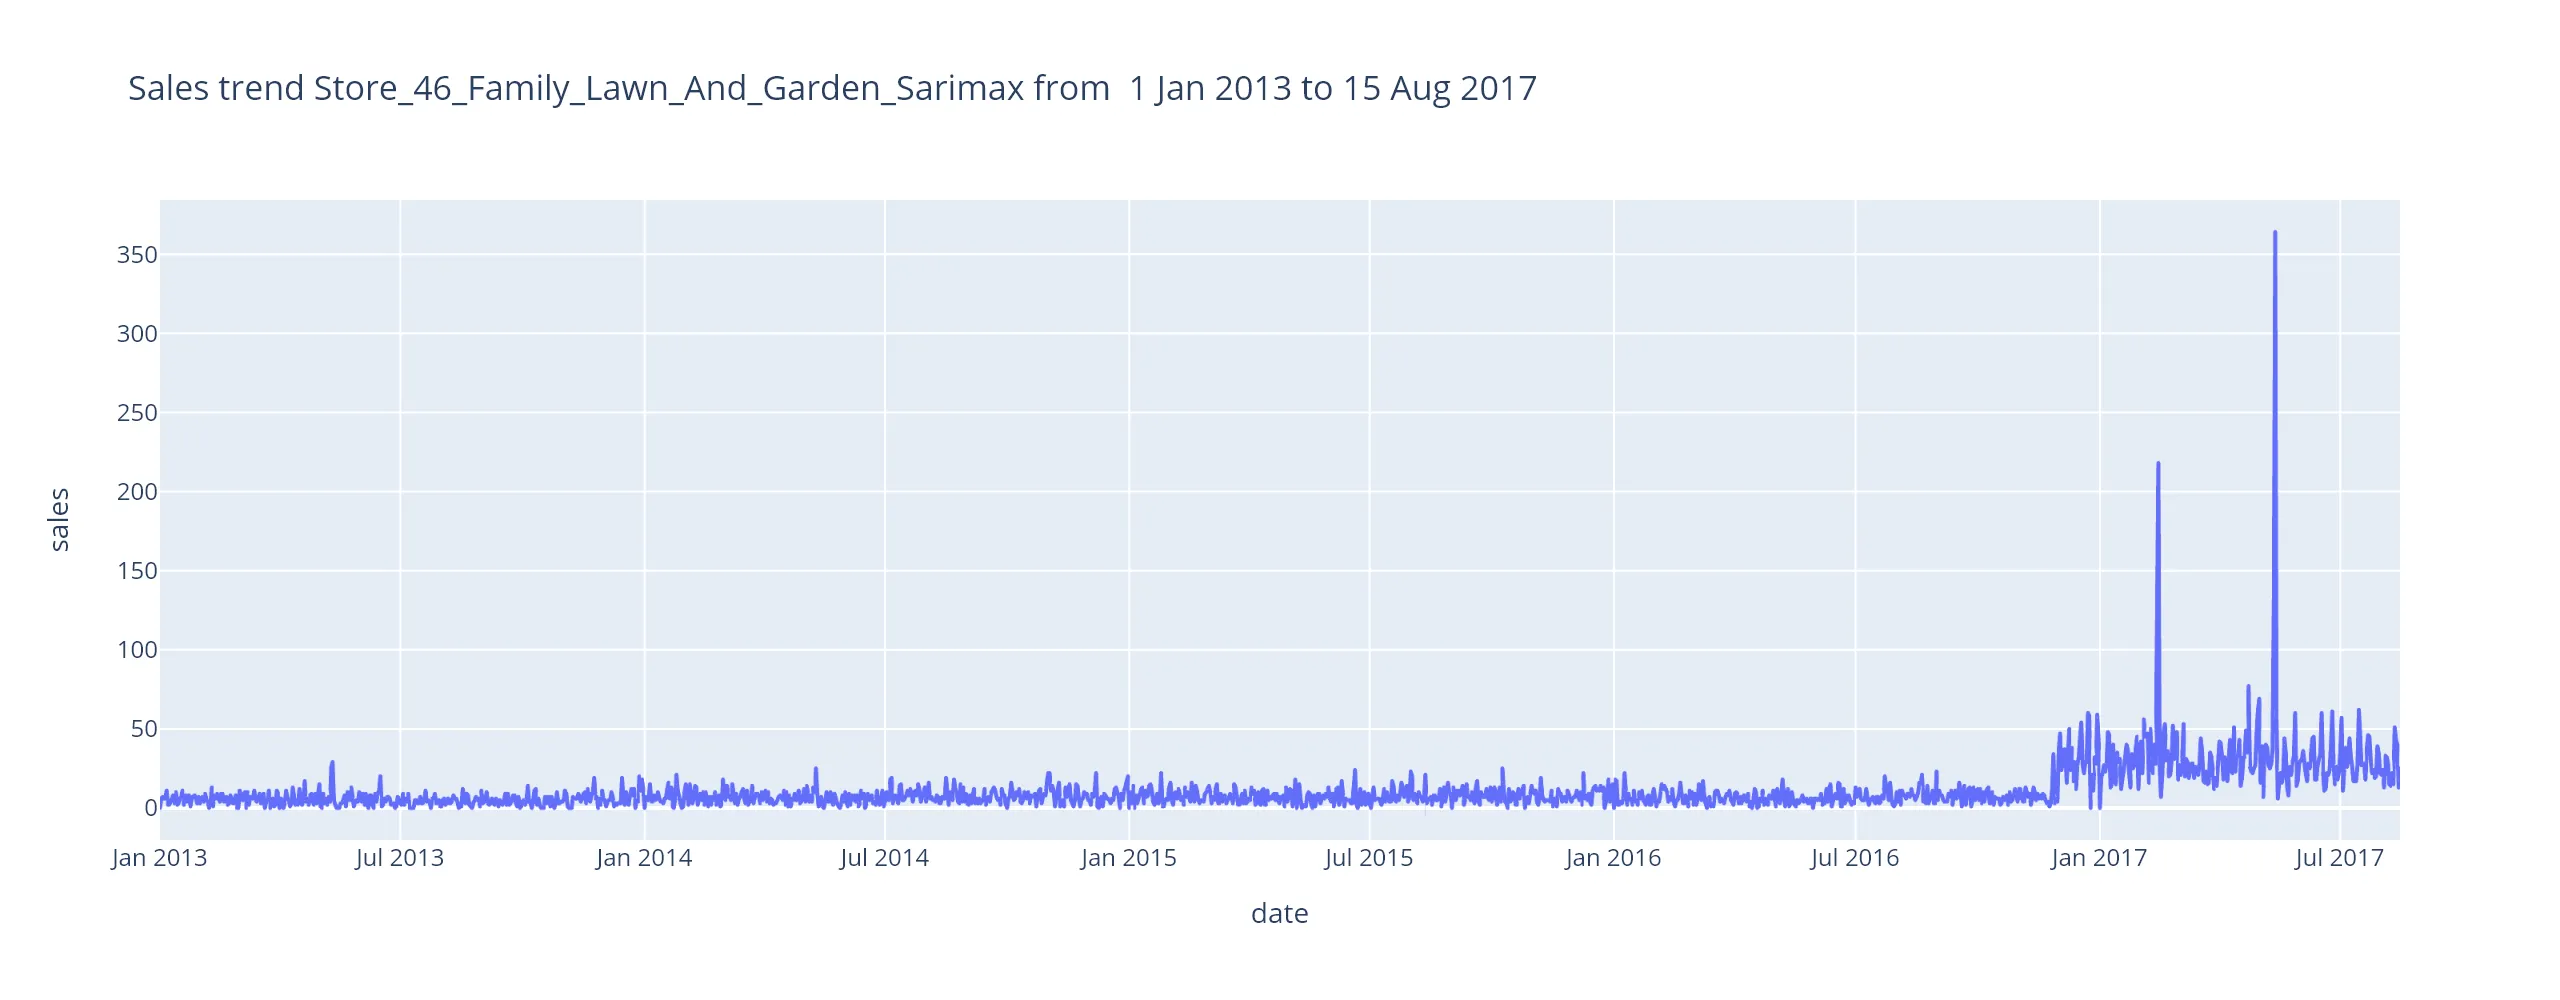 Sales trend Store_46_Family_Lawn_And_Garden_Sarimax from  1 Jan 2013 to 15 Aug 2017
350
300
250
200
150
100
50
0
sales
Jan 2013 Jul 2013 Jan 2014 Jul 2014 Jan 2015 Jul 2015 Jan 2016 Jul 2016 Jan 2017 Jul 2017
date